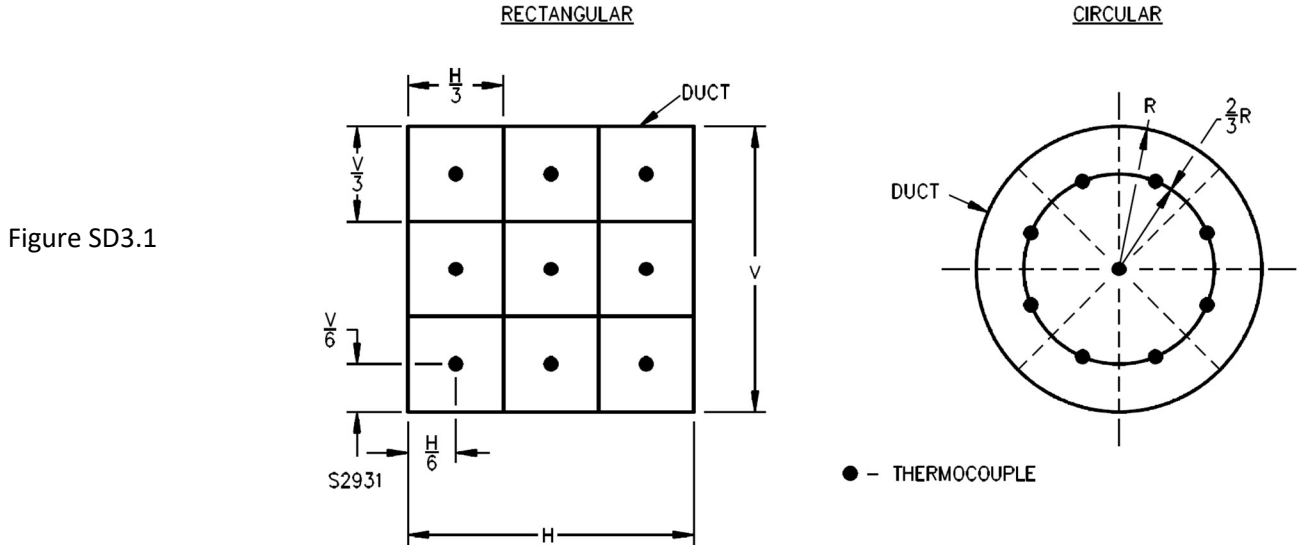 RECTANGULAR
CIRCULAR
H
3
DUCT
V
3
R
2
3
R
DUCT
Figure SD3.1
V
V
6
H
6
S2931
H
● – THERMOCOUPLE